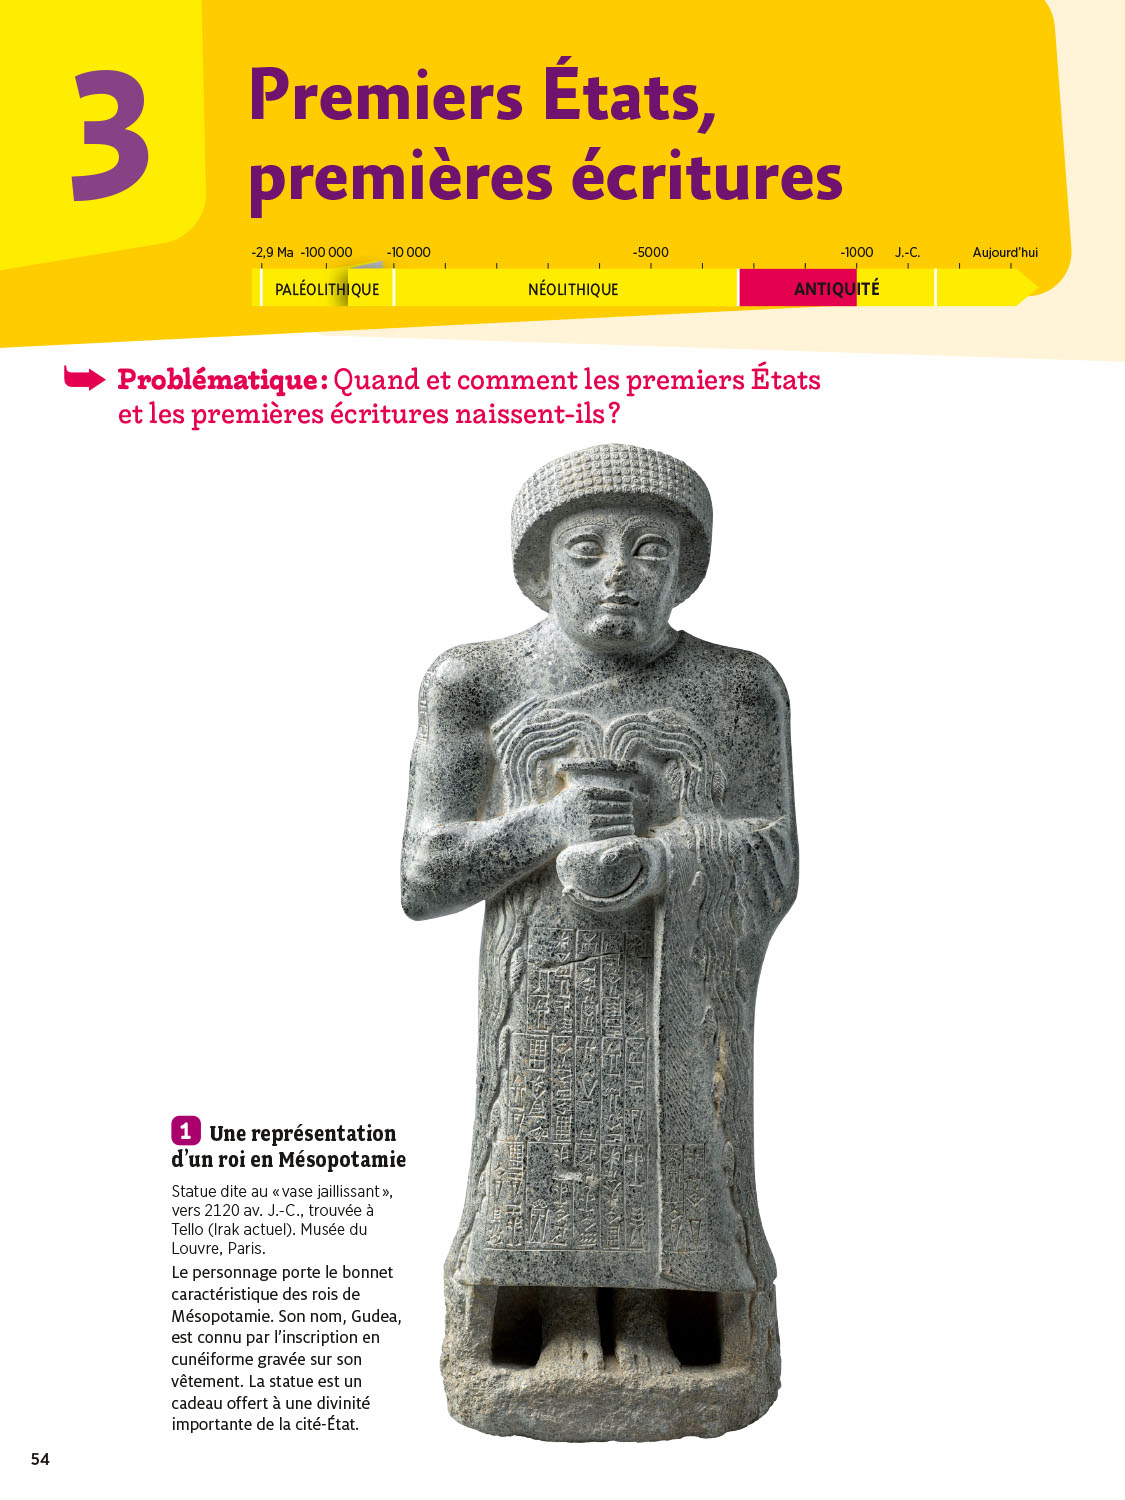 3
Premiers États,
premières écritures
-2,9 Ma -100 000 -10 000 -5000 -1000 J.-C. Aujourd'hui
PALÉOLITHIQUE NÉOLITHIQUE ANTIQUITÉ
Problématique : Quand et comment les premiers États
et les premières écritures naissent-ils ?
1 Une représentation
d'un roi en Mésopotamie
Statue dite au « vase jaillissant »,
vers 2120 av. J.-C., trouvée à
Tello (Irak actuel). Musée du
Louvre, Paris.
Le personnage porte le bonnet
caractéristique des rois de
Mésopotamie. Son nom, Gudea,
est connu par l'inscription en
cunéiforme gravée sur son
vêtement. La statue est un
cadeau offert à une divinité
importante de la cité-État.
54